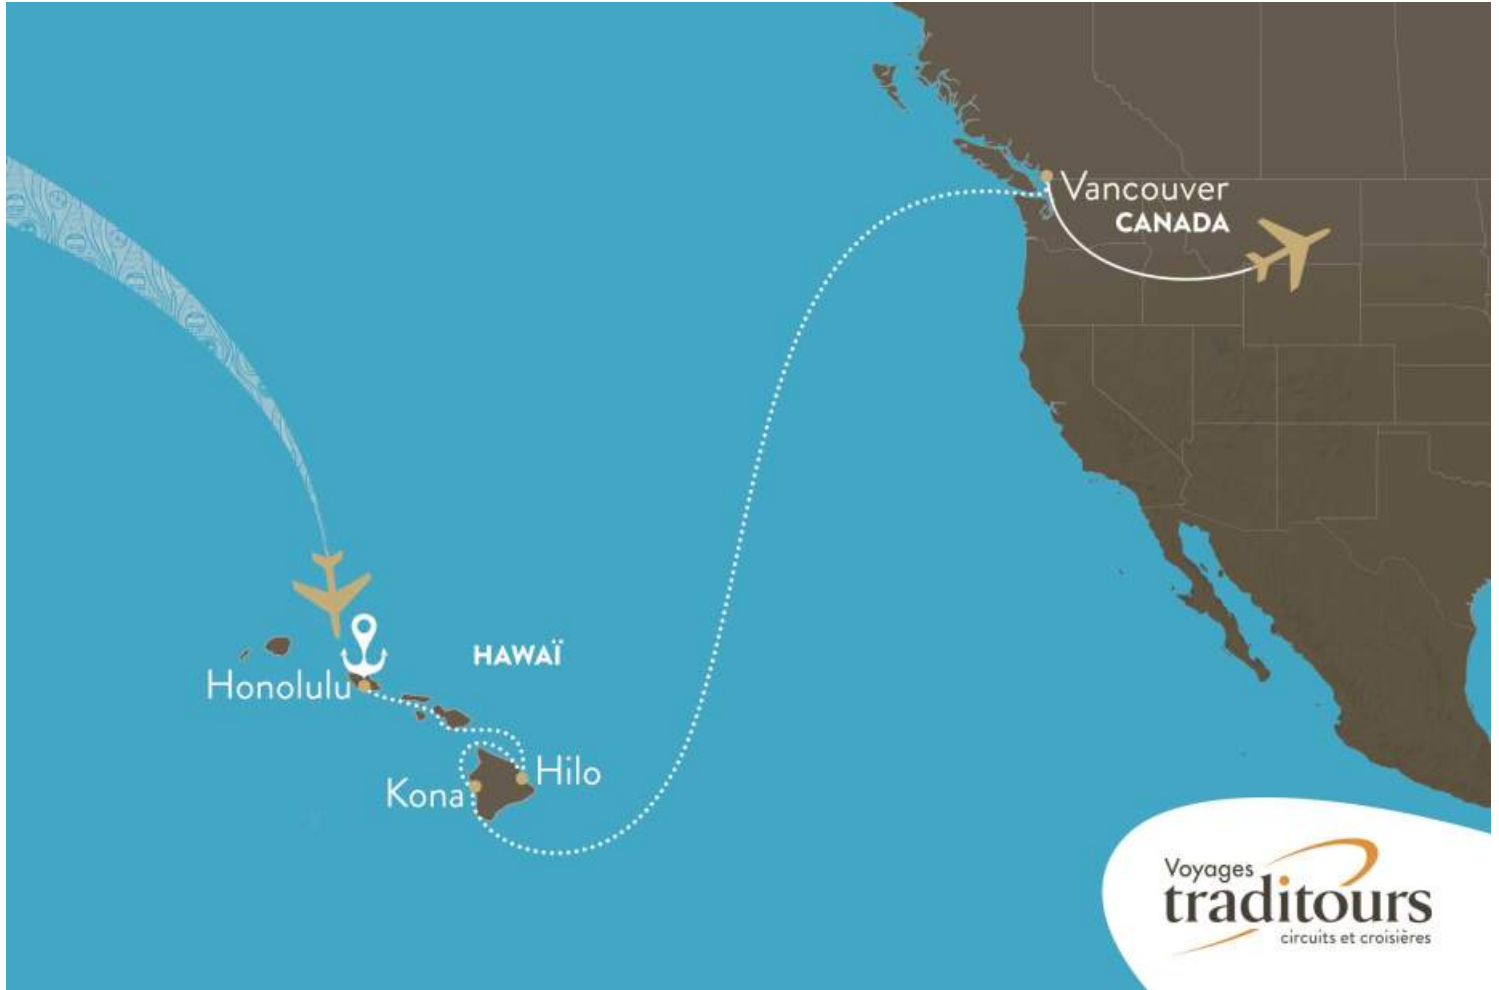 Vancouver
CANADA
HAWAÏ
Honolulu
Hilo
Kona
Voyages
traditours
circuits et croisières